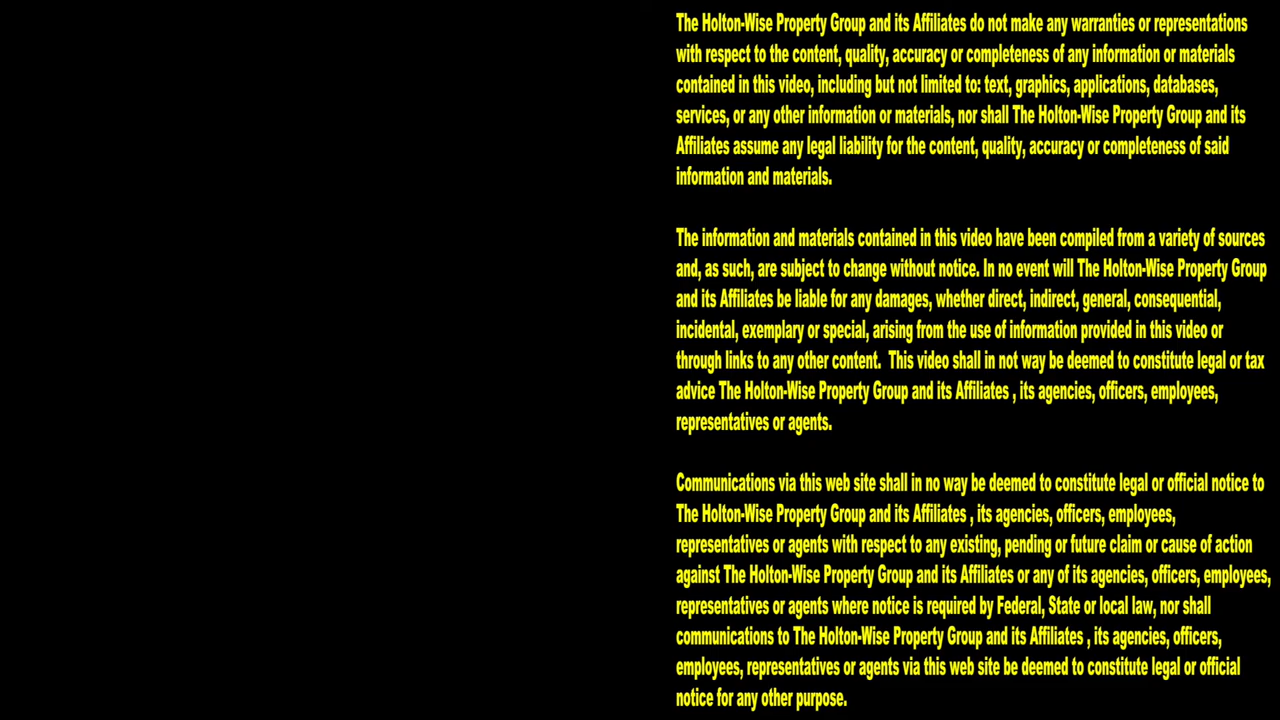 The Holton-Wise Property Group and its Affiliates do not make any warranties or representations
with respect to the content, quality, accuracy or completeness of any information or materials
contained in this video, including but not limited to: text, graphics, applications, databases,
services, or any other information or materials, nor shall The Holton-Wise Property Group and its
Affiliates assume any legal liability for the content, quality, accuracy or completeness of said
information and materials.
The information and materials contained in this video have been compiled from a variety of sources
and, as such, are subject to change without notice. In no event will The Holton-Wise Property Group
and its Affiliates be liable for any damages, whether direct, indirect, general, consequential,
incidental, exemplary or special, arising from the use of information provided in this video or
through links to any other content.  This video shall in not way be deemed to constitute legal or tax
advice The Holton-Wise Property Group and its Affiliates , its agencies, officers, employees,
representatives or agents.
Communications via this web site shall in no way be deemed to constitute legal or official notice to
The Holton-Wise Property Group and its Affiliates , its agencies, officers, employees,
representatives or agents with respect to any existing, pending or future claim or cause of action
against The Holton-Wise Property Group and its Affiliates or any of its agencies, officers, employees,
representatives or agents where notice is required by Federal, State or local law, nor shall
communications to The Holton-Wise Property Group and its Affiliates , its agencies, officers,
employees, representatives or agents via this web site be deemed to constitute legal or official
notice for any other purpose.